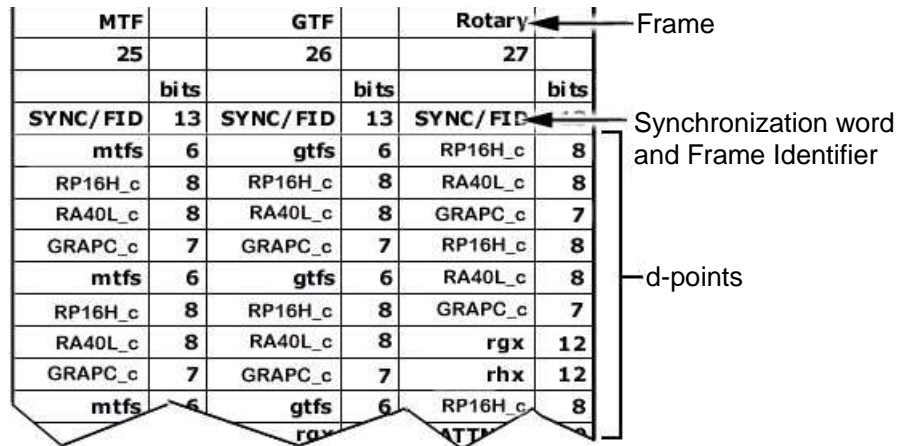 MTF GTF Rotary Frame
25 26 27
bits bits bits
SYNC/FID 13 SYNC/FID 13 SYNC/FID Synchronization word
and Frame Identifier
mtfs 6 gtfs 6 RP16H_c 8
RP16H_c 8 RP16H_c 8 RA40L_c 8
RA40L_c 8 RA40L_c 8 GRAPC_c 7
GRAPC_c 7 GRAPC_c 7 RP16H_c 8
mtfs 6 gtfs 6 RA40L_c 8 d-points
RP16H_c 8 RP16H_c 8 GRAPC_c 7
RA40L_c 8 RA40L_c 8 rgx 12
GRAPC_c 7 GRAPC_c 7 rhx 12
mtfs 6 gtfs 6 RP16H_c 8
rgx